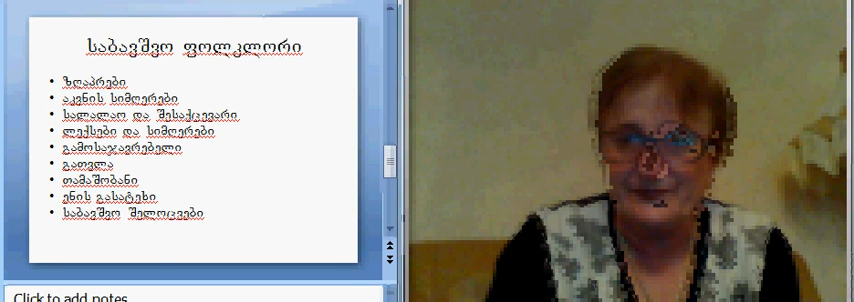 საბავშვო ფოლკლორი
• ზღაპრები
• აკვნის სიმღერები
• სალალაო და შესაქცევარი
• ლექსები და სიმღერები
• გამოსაჯავრებელი
• გათვლა
• თამაშობანი
• ენის გასატეხი
• საბავშვო შელოცვები
Click to add notes